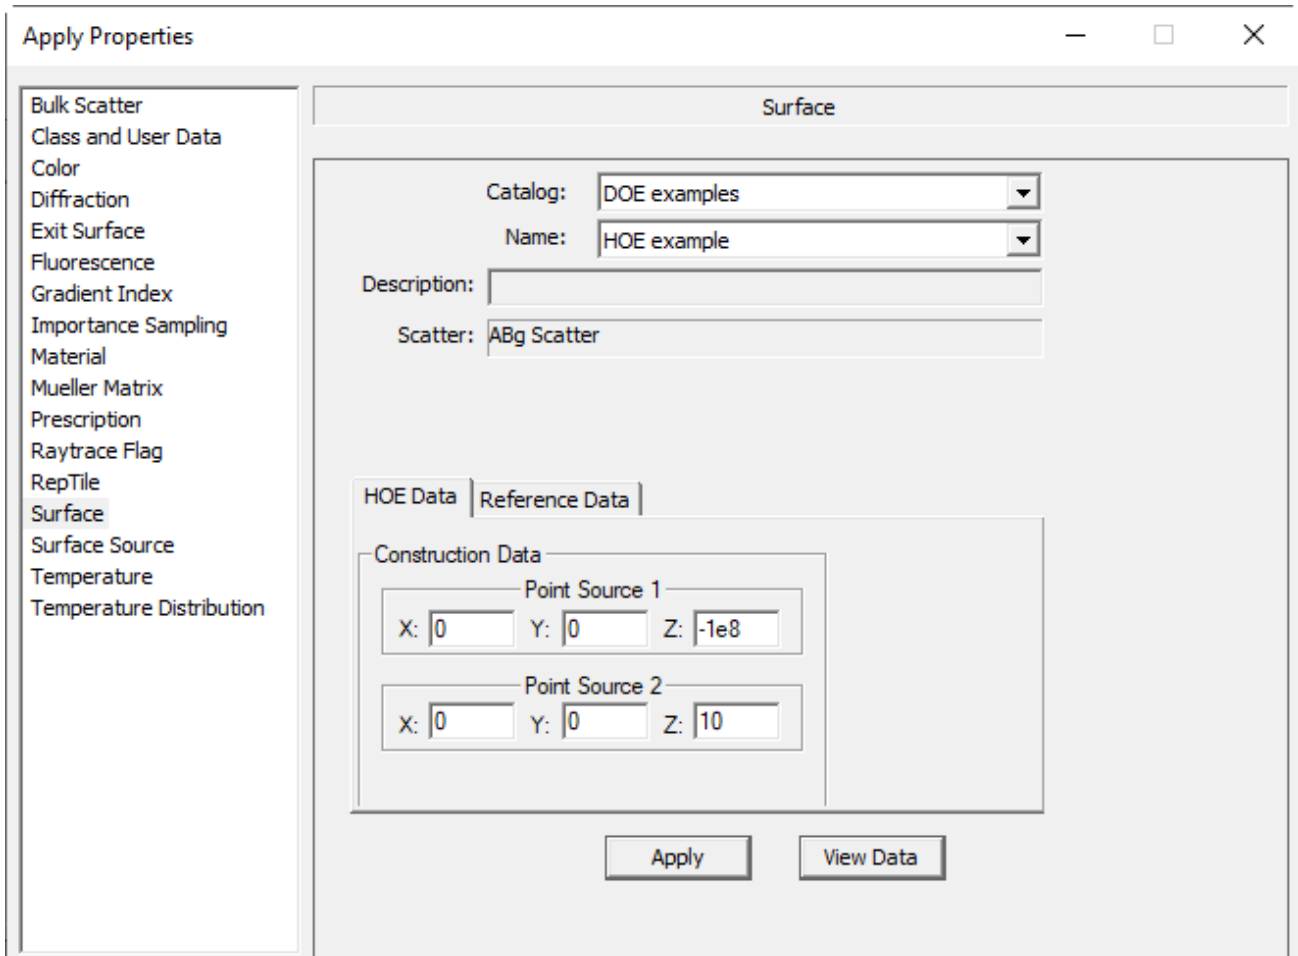 Apply Properties
Bulk Scatter
Class and User Data
Color
Diffraction
Exit Surface
Fluorescence
Gradient Index
Importance Sampling
Material
Mueller Matrix
Prescription
Raytrace Flag
RepTile
Surface
Surface Source
Temperature
Temperature Distribution
Surface
Catalog: DOE examples
Name: HOE example
Description:
Scatter: ABg Scatter
HOE Data Reference Data
Construction Data
Point Source 1
X: 0 Y: 0 Z: -1e8
Point Source 2
X: 0 Y: 0 Z: 10
Apply View Data